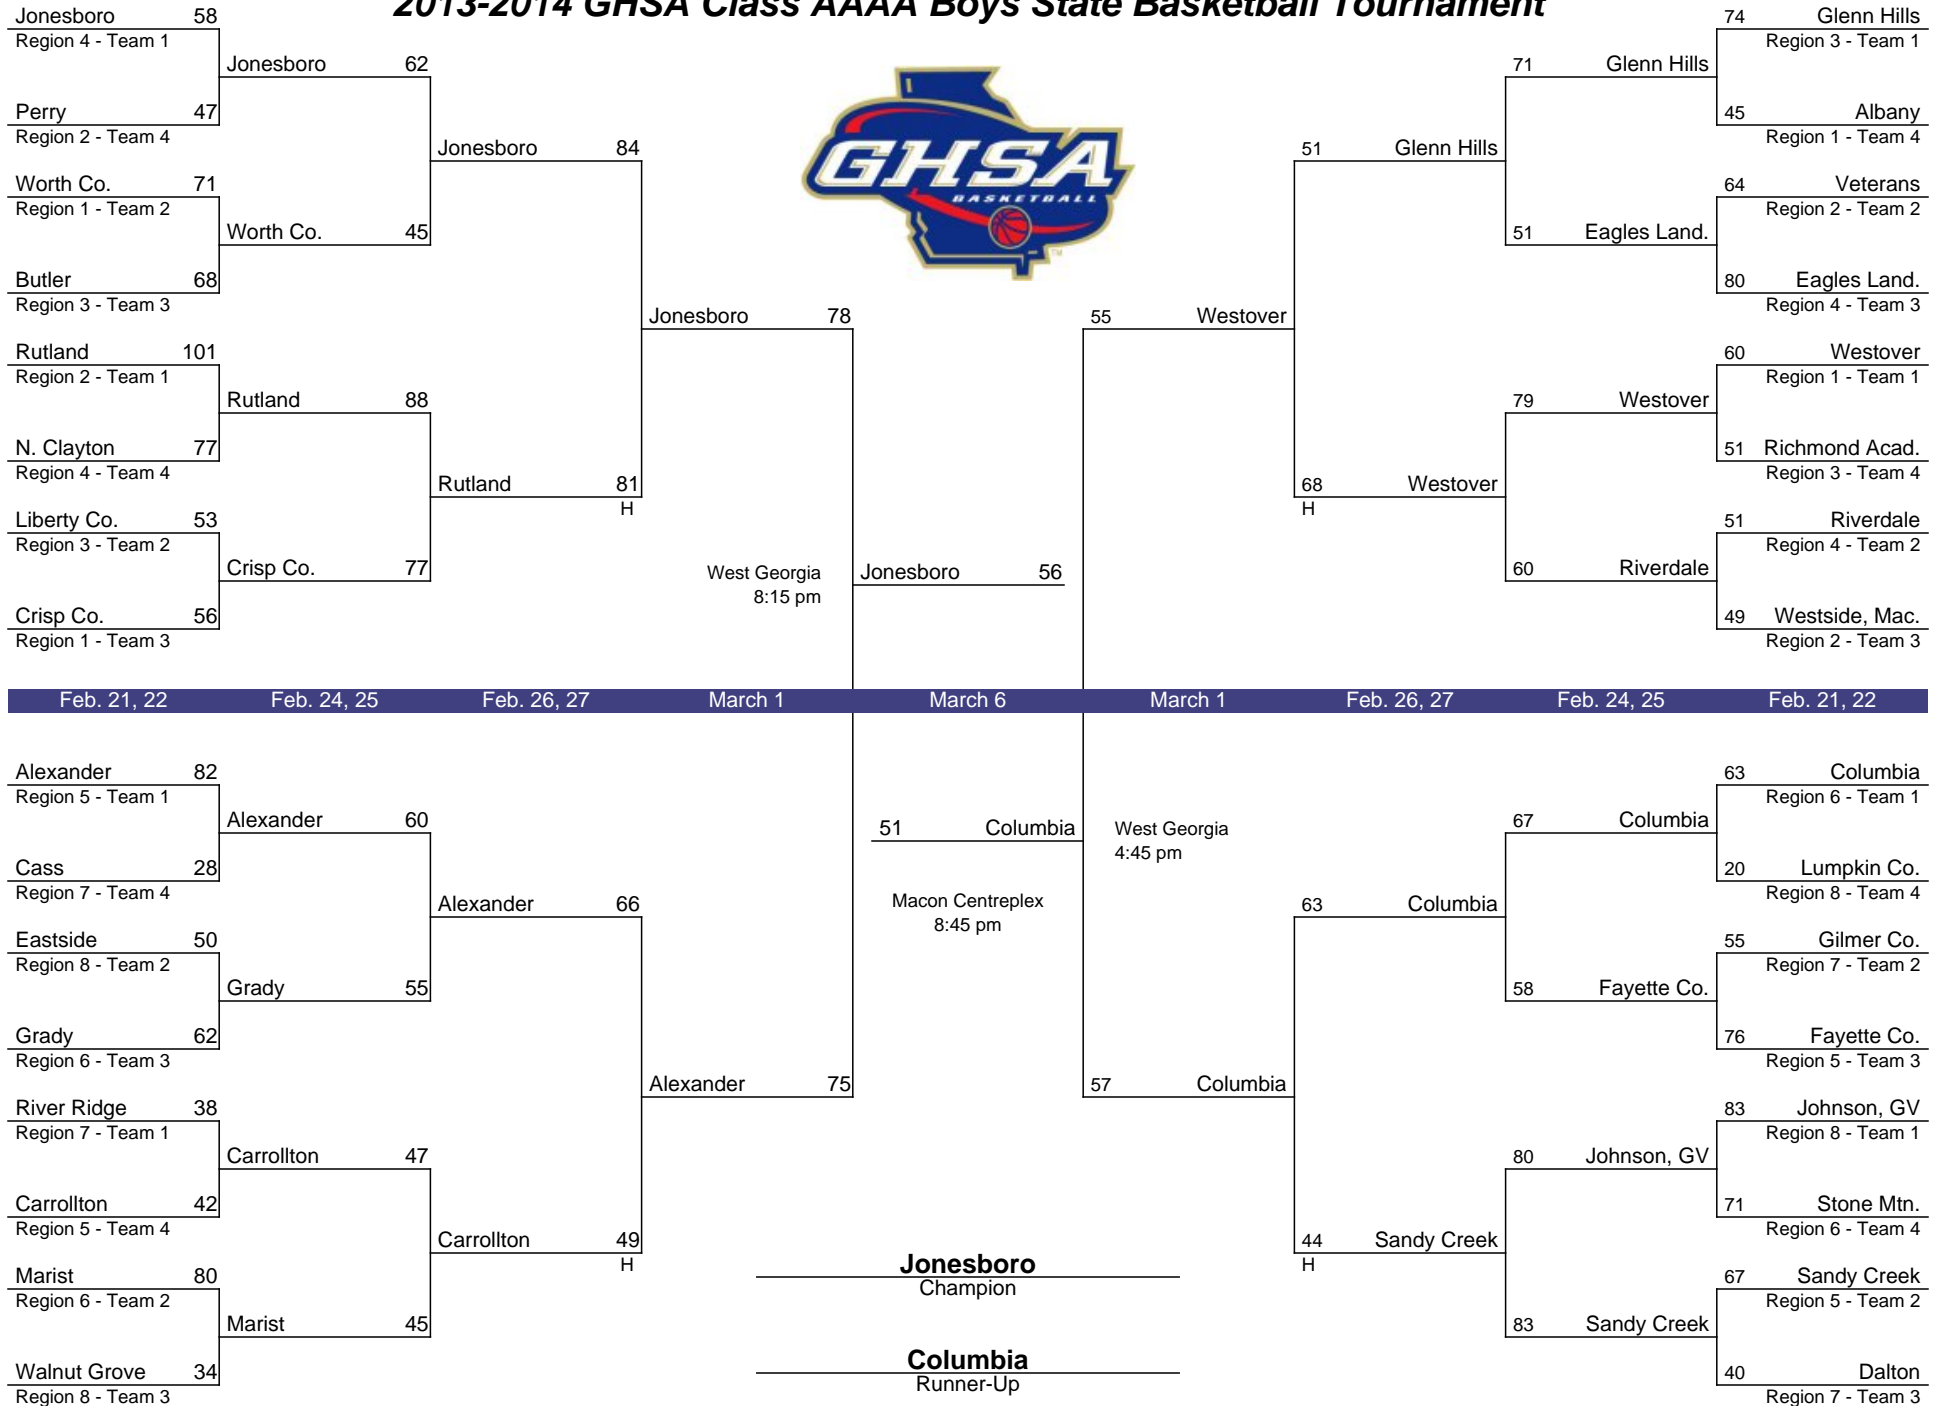 2013-2014 GHSA Class AAAA Boys State Basketball Tournament
Jonesboro 58
Region 4 - Team 1
Perry 47
Region 2 - Team 4
Worth Co. 71
Region 1 - Team 2
Butler 68
Region 3 - Team 3
Rutland 101
Region 2 - Team 1
N. Clayton 77
Region 4 - Team 4
Liberty Co. 53
Region 3 - Team 2
Crisp Co. 56
Region 1 - Team 3
Jonesboro 62
Worth Co. 45
Rutland 88
Crisp Co. 77
Jonesboro 84
Rutland 81
H
Jonesboro 78
West Georgia
8:15 pm
Jonesboro 56
GHSA
BASKETBALL
TM
55 Westover
51 Glenn Hills
68 Westover
H
71 Glenn Hills
51 Eagles Land.
79 Westover
60 Riverdale
74 Glenn Hills
Region 3 - Team 1
45 Albany
Region 1 - Team 4
64 Veterans
Region 2 - Team 2
80 Eagles Land.
Region 4 - Team 3
60 Westover
Region 1 - Team 1
51 Richmond Acad.
Region 3 - Team 4
51 Riverdale
Region 4 - Team 2
49 Westside, Mac.
Region 2 - Team 3
Feb. 21, 22 Feb. 24, 25 Feb. 26, 27 March 1 March 6 March 1 Feb. 26, 27 Feb. 24, 25 Feb. 21, 22
Alexander 82
Region 5 - Team 1
Cass 28
Region 7 - Team 4
Eastside 50
Region 8 - Team 2
Grady 62
Region 6 - Team 3
River Ridge 38
Region 7 - Team 1
Carrollton 42
Region 5 - Team 4
Marist 80
Region 6 - Team 2
Walnut Grove 34
Region 8 - Team 3
Alexander 60
Grady 55
Carrollton 47
Marist 45
Alexander 66
Carrollton 49
H
Alexander 75
51 Columbia
Macon Centreplex
8:45 pm
West Georgia
4:45 pm
57 Columbia
63 Columbia
44 Sandy Creek
H
67 Columbia
58 Fayette Co.
80 Johnson, GV
83 Sandy Creek
63 Columbia
Region 6 - Team 1
20 Lumpkin Co.
Region 8 - Team 4
55 Gilmer Co.
Region 7 - Team 2
76 Fayette Co.
Region 5 - Team 3
83 Johnson, GV
Region 8 - Team 1
71 Stone Mtn.
Region 6 - Team 4
67 Sandy Creek
Region 5 - Team 2
40 Dalton
Region 7 - Team 3
Jonesboro
Champion
Columbia
Runner-Up